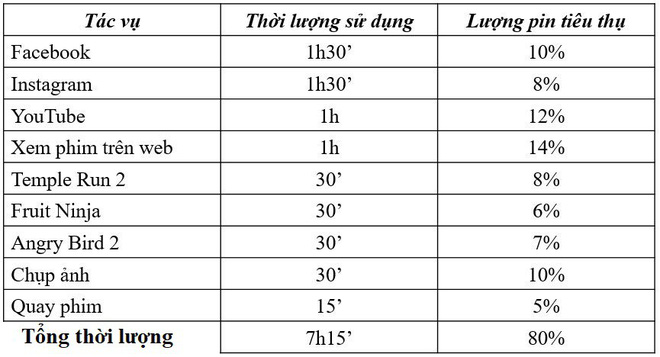 Tác vụ Thời lượng sử dụng Lượng pin tiêu thụ
Facebook 1h30’ 10%
Instagram 1h30’ 8%
YouTube 1h 12%
Xem phim trên web 1h 14%
Temple Run 2 30’ 8%
Fruit Ninja 30’ 6%
Angry Bird 2 30’ 7%
Chụp ảnh 30’ 10%
Quay phim 15’ 5%
Tổng thời lượng 7h15’ 80%